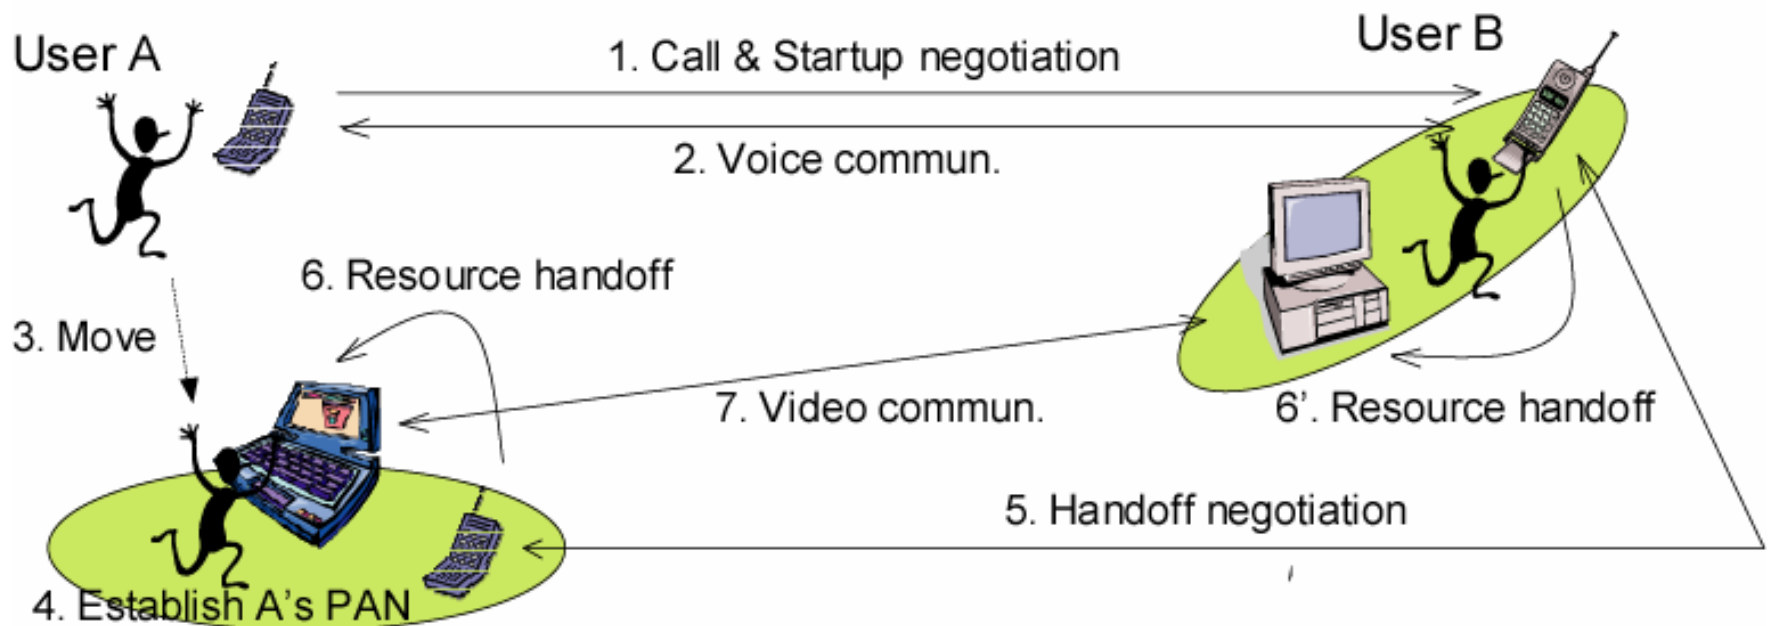 User A
1. Call & Startup negotiation
User B
2. Voice commun.
6. Resource handoff
3. Move
7. Video commun.
6’. Resource handoff
5. Handoff negotiation
4. Establish A’s PAN